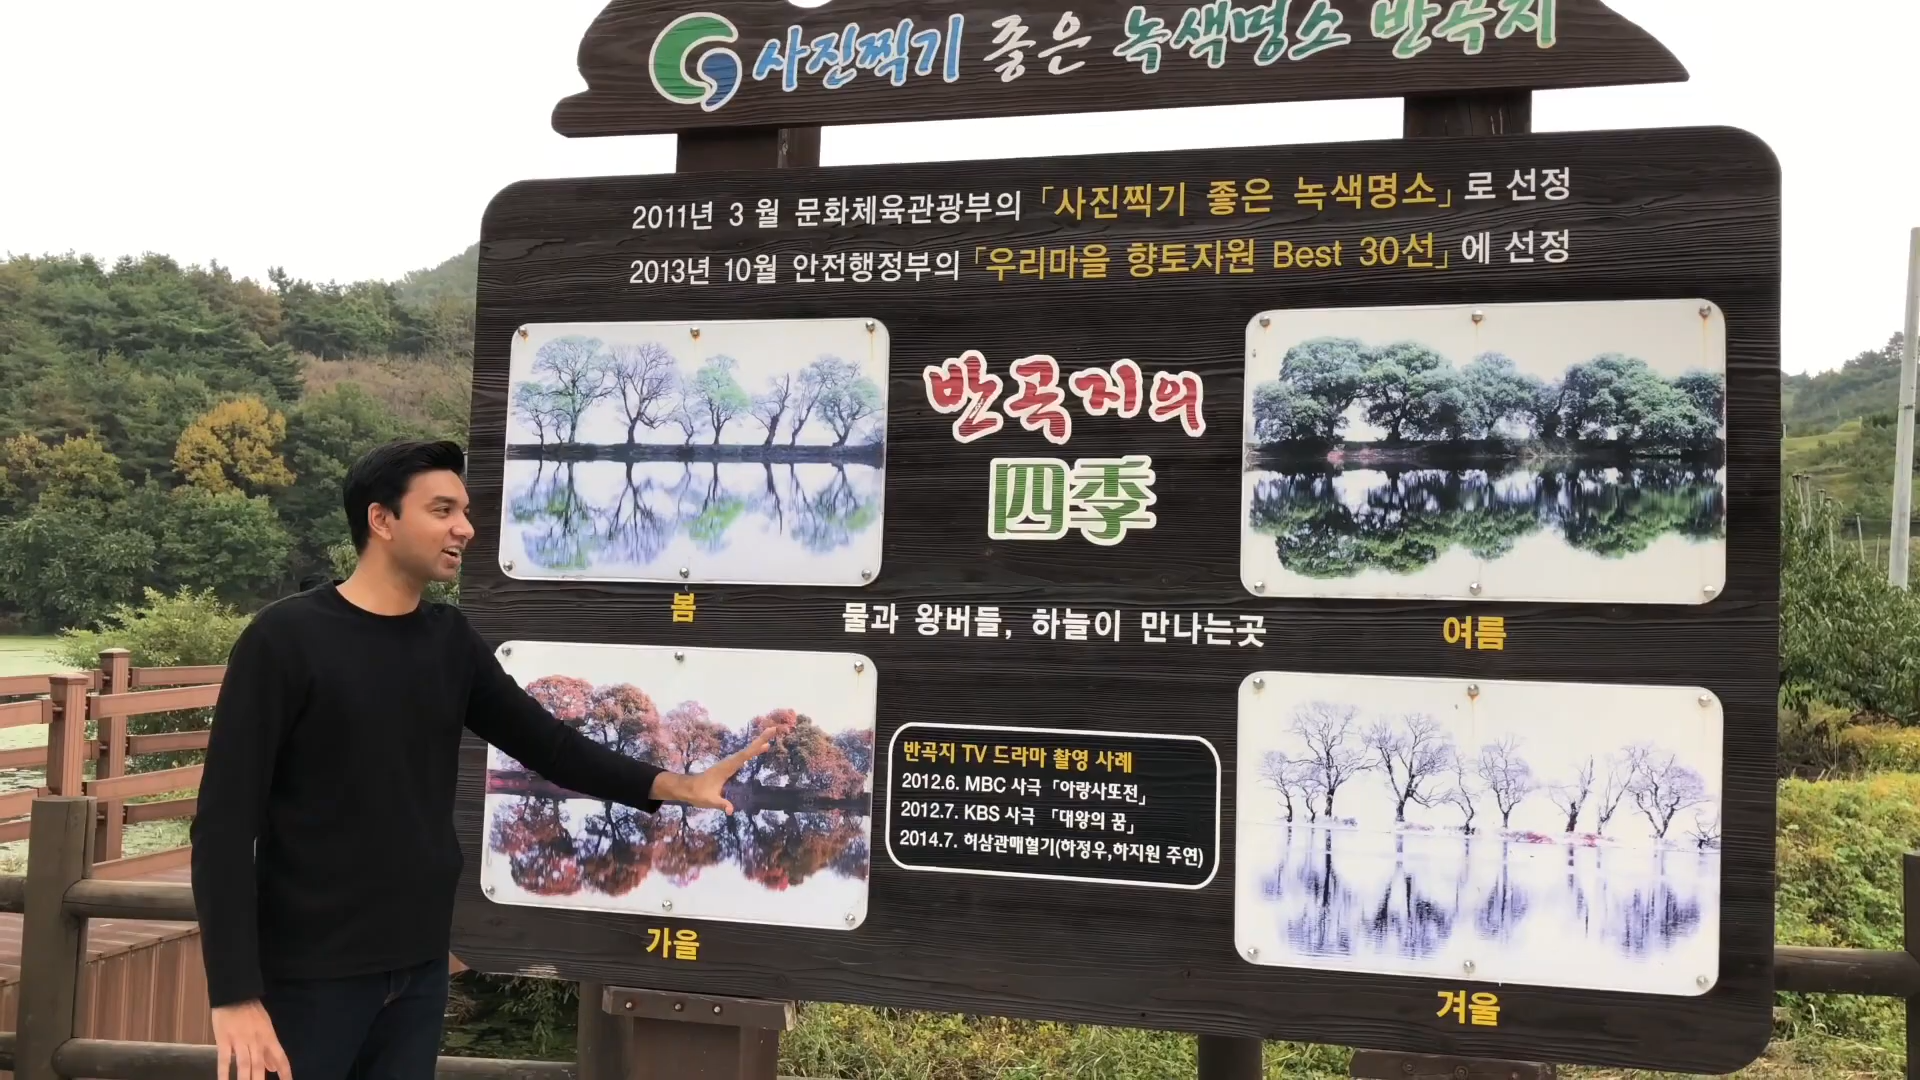 사진찍기 좋은 녹색명소 반곡지
2011년 3월 문화체육관광부의 「사진찍기 좋은 녹색명소」로 선정
2013년 10월 안전행정부의 「우리마을 향토자원 Best 30선」에 선정
반곡지의
四季
봄
물과 왕버들, 하늘이 만나는곳
여름
반곡지 TV 드라마 촬영 사례
2012.6. MBC 사극 「아랑사또전」
2012.7. KBS 사극 「대왕의 꿈」
2014.7. 허삼관매혈기(하정우,하지원 주연)
가을
겨울